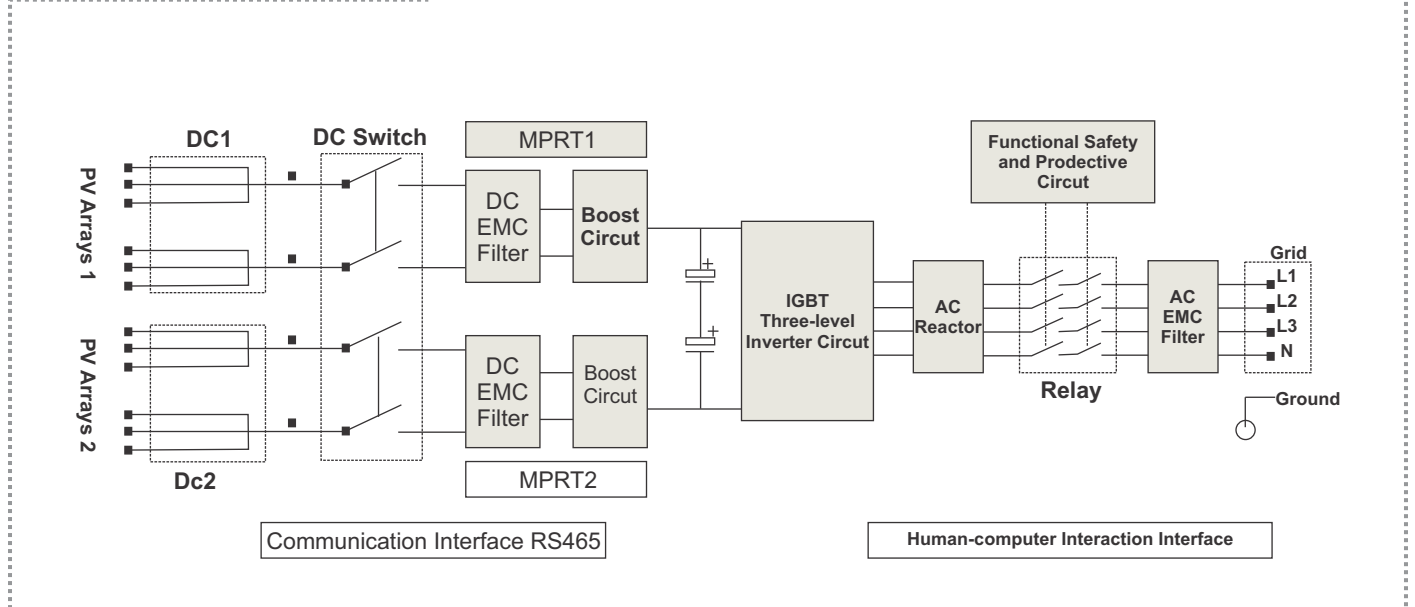 DC1
DC Switch
MPRT1
PV Arrays 1
DC
EMC
Filter
Boost
Circut
Functional Safety
and Prodective
Circut
+
+
IGBT
Three-level
Inverter Circut
AC
Reactor
Relay
AC
EMC
Filter
Grid
L1
L2
L3
N
Ground
PV Arrays 2
DC
EMC
Filter
Boost
Circut
Dc2
MPRT2
Communication Interface RS465
Human-computer Interaction Interface